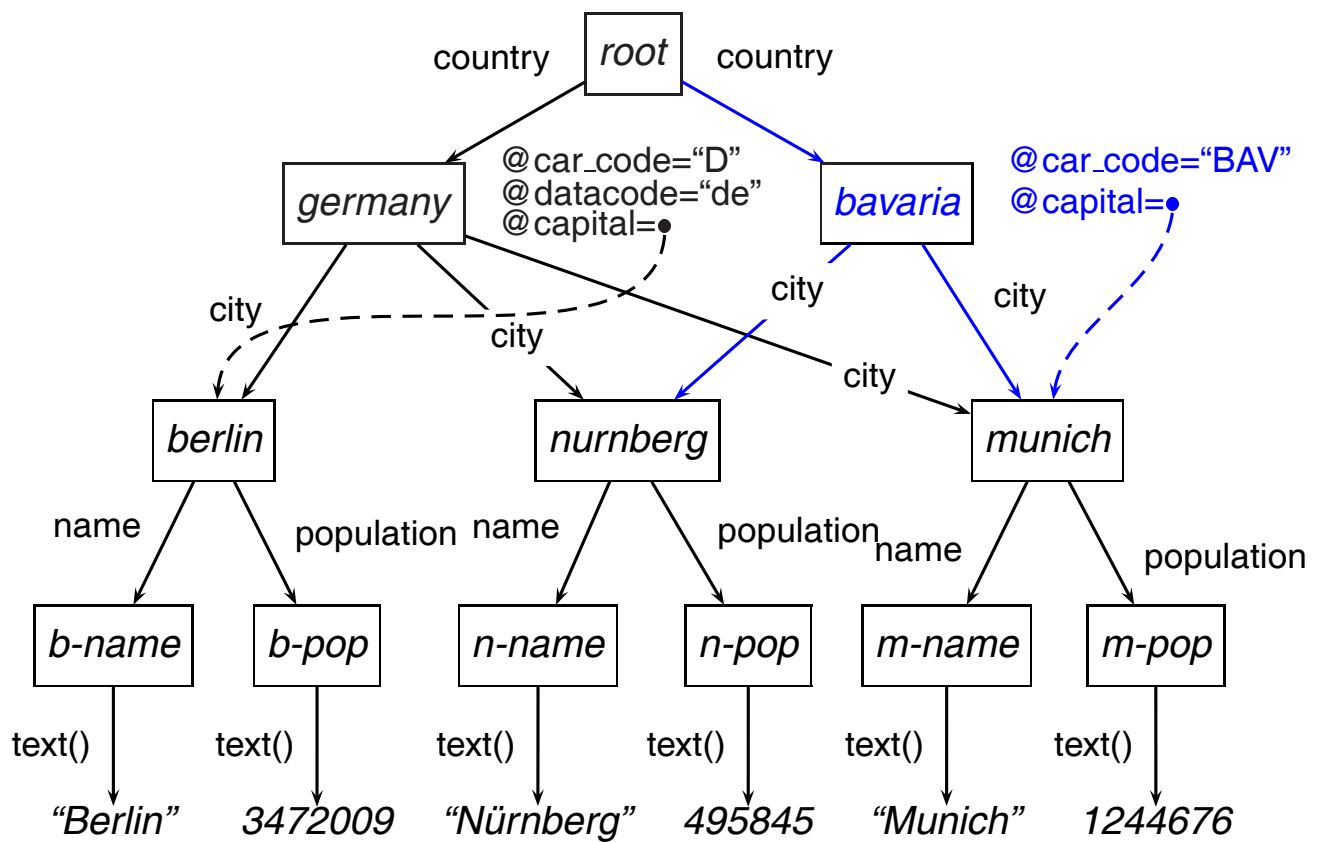 country root country
@car_code="D"
@datacode="de"
@capital=
@car_code="BAV"
@capital=
germany bavaria
city city city city city
berlin nurnberg munich
name population name population name population
b-name b-pop n-name n-pop m-name m-pop
text() text() text() text() text() text()
"Berlin" 3472009 "Nürnberg" 495845 "Munich" 1244676